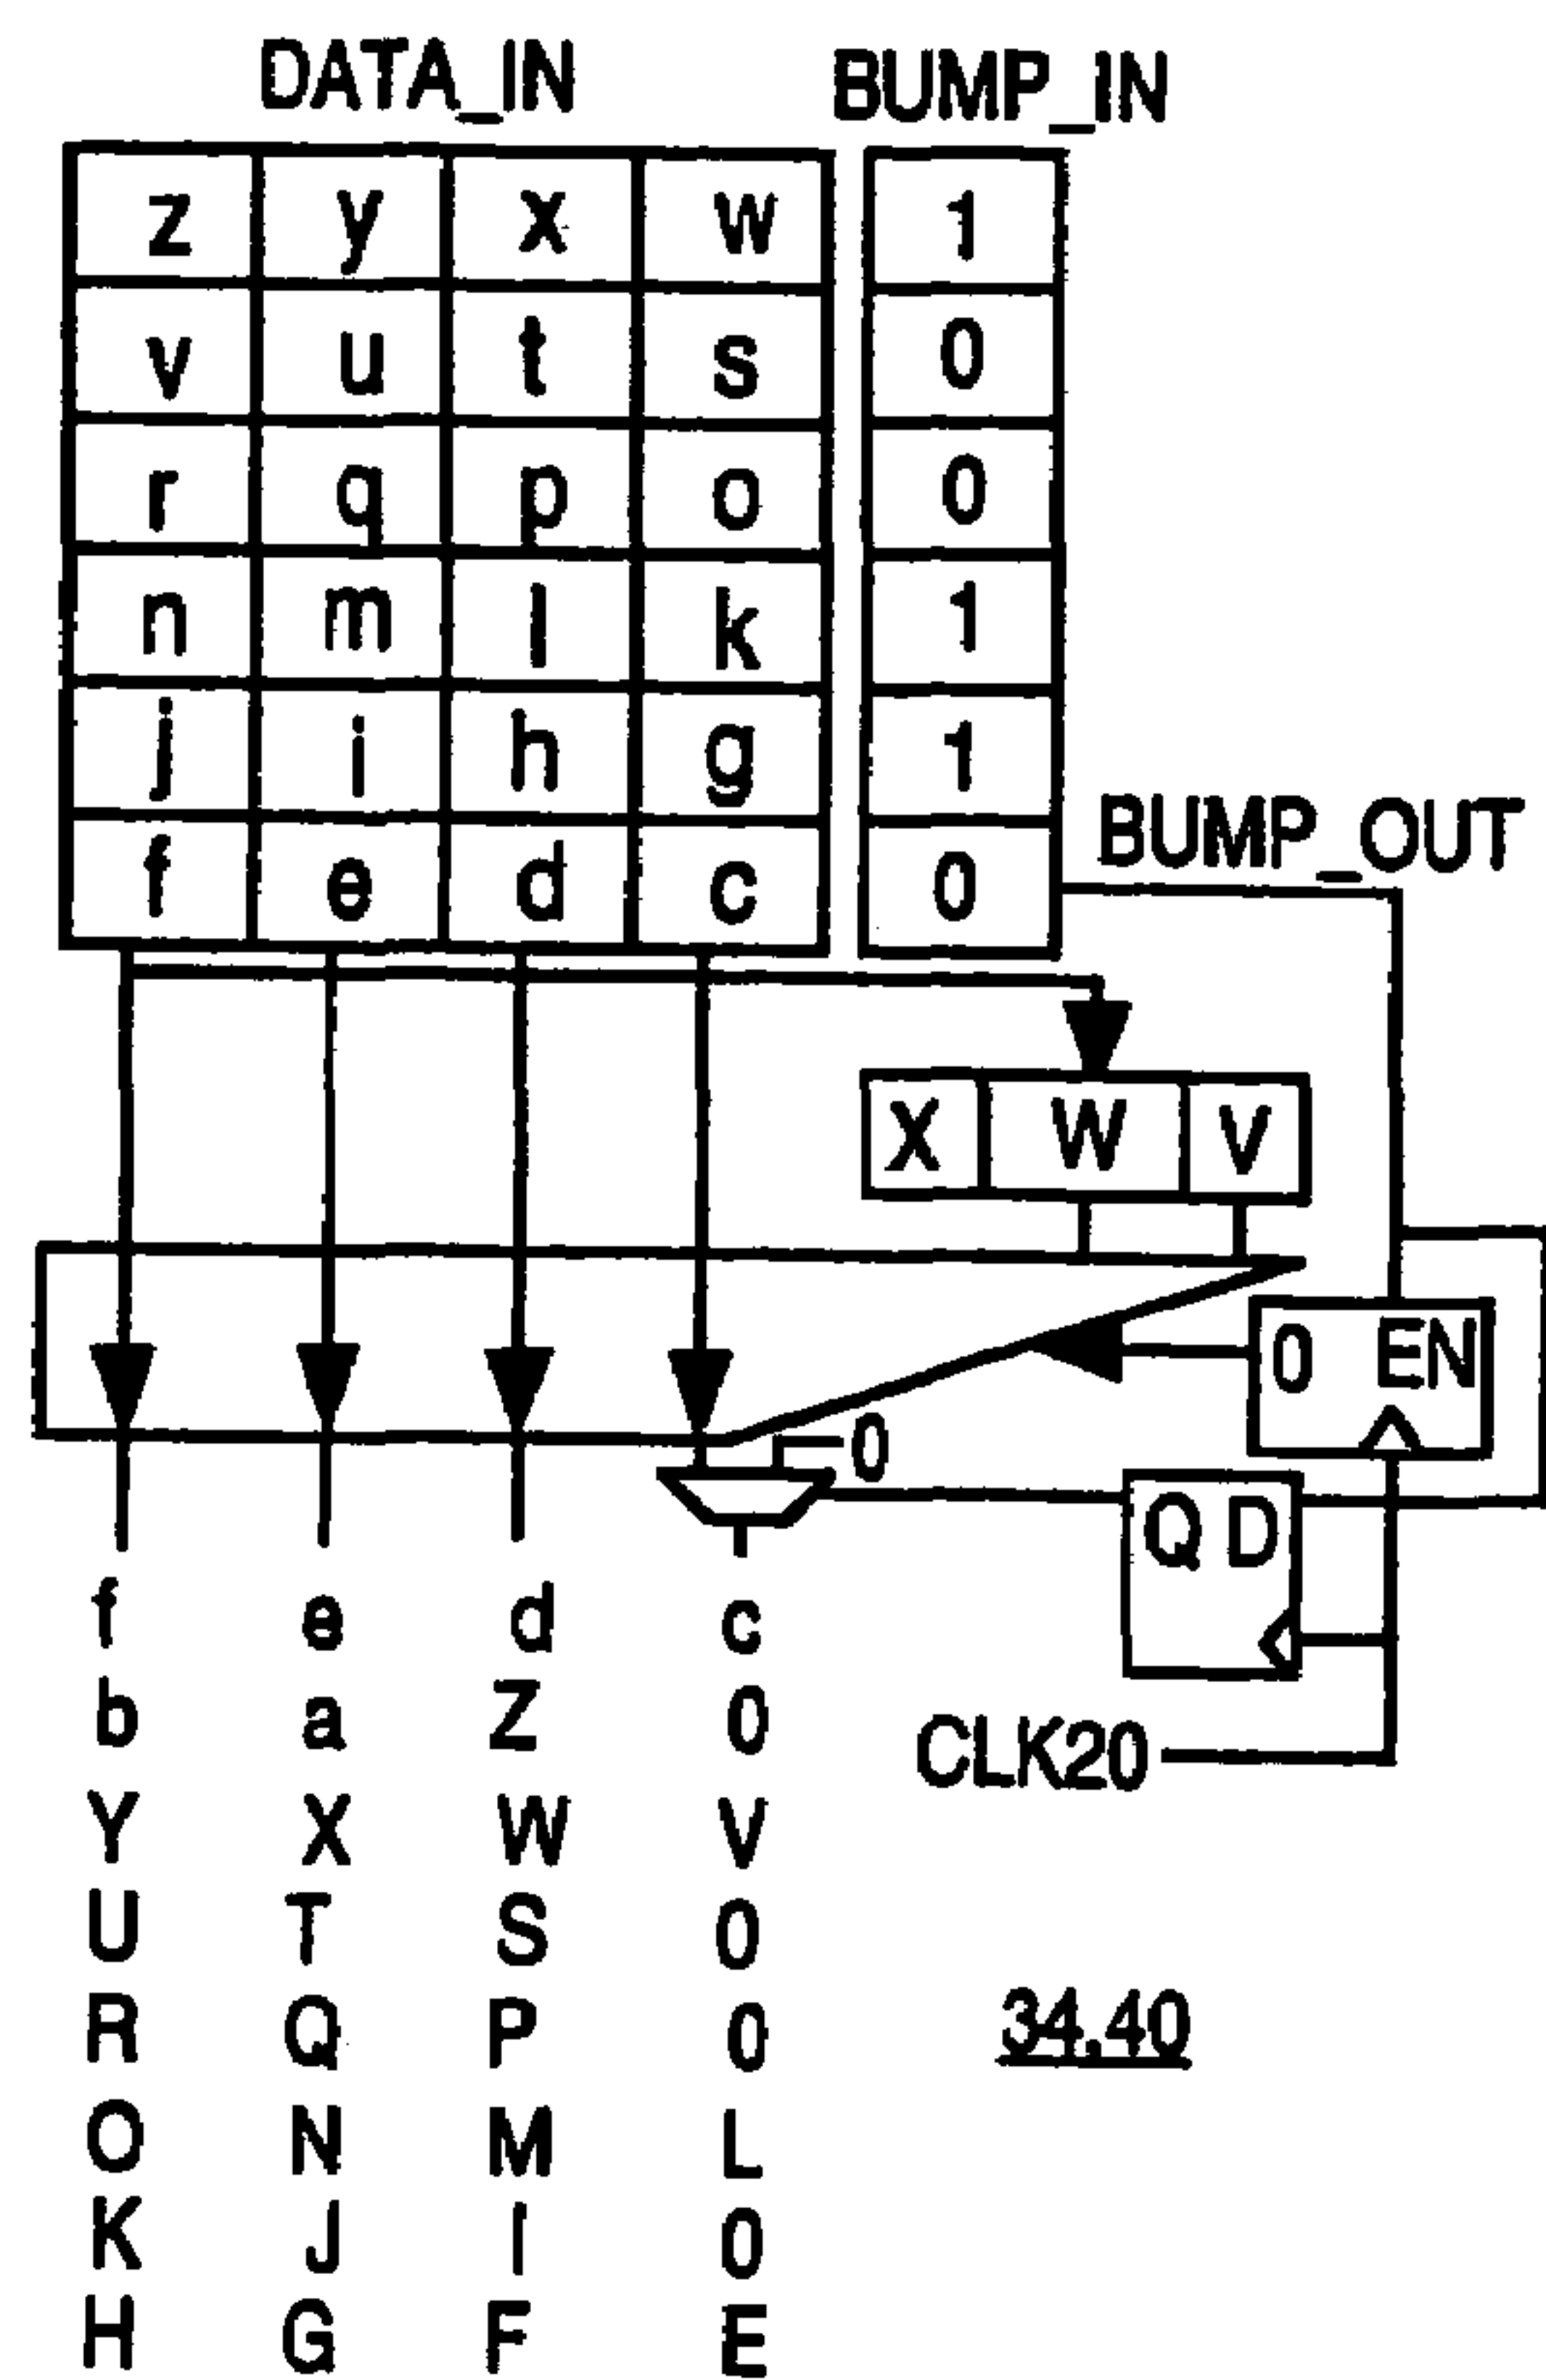 DATA_IN BUMP_IN
z y x w 1
v u t s 0
r q p o 0
n m l k 1
j i h g 1
BUMP_OUT
f e d c 0
X W V
0 EN
0
Q D
f e d c
b a Z 0
CLK20
Y X W V
U T S 0
R Q P 0
34,40
O N M L
K J I 0
H G F E